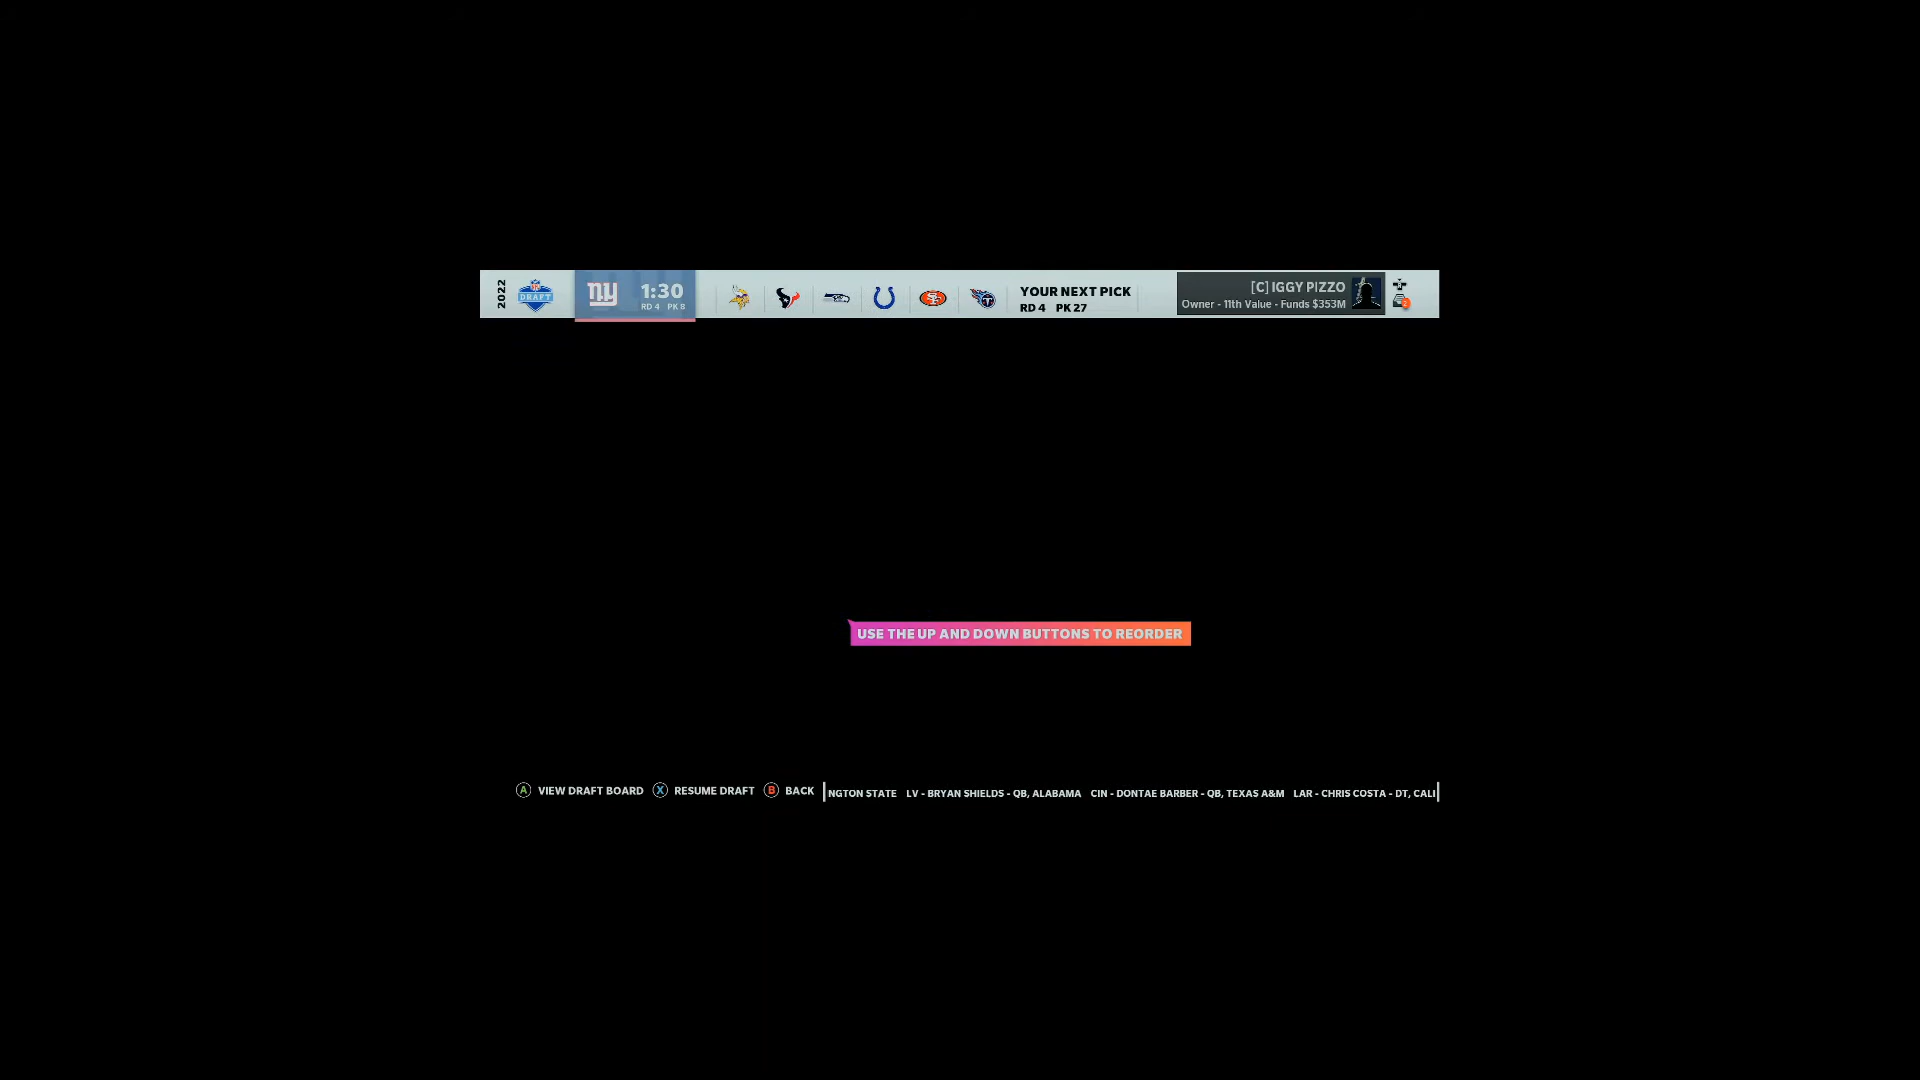 2022
DRAFT
ny
1:30
RD 4 PK 8
YOUR NEXT PICK
RD 4 PK 27
[C] IGGY PIZZO
Owner - 11th Value - Funds $353M
USE THE UP AND DOWN BUTTONS TO REORDER
A VIEW DRAFT BOARD X RESUME DRAFT B BACK
NGTON STATE LV - BRYAN SHIELDS - QB, ALABAMA CIN - DONTAE BARBER - QB, TEXAS A&M LAR - CHRIS COSTA - DT, CALI